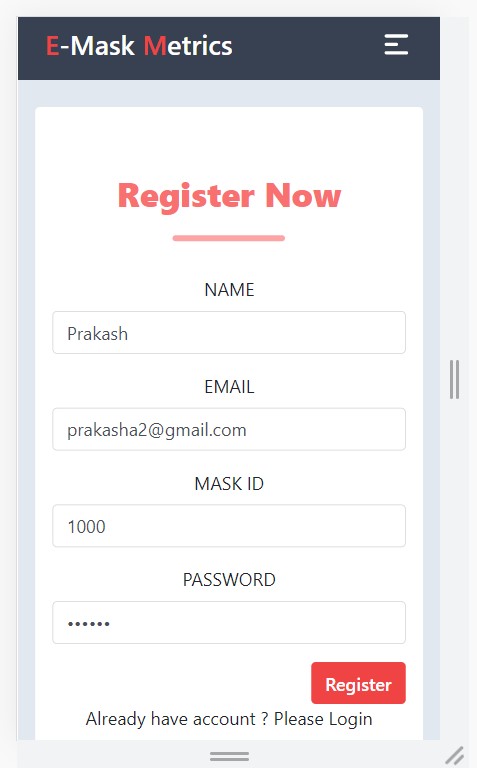 E-Mask Metrics
Register Now
NAME
Prakash
EMAIL
prakasha2@gmail.com
MASK ID
1000
PASSWORD
••••••
Register
Already have account ? Please Login